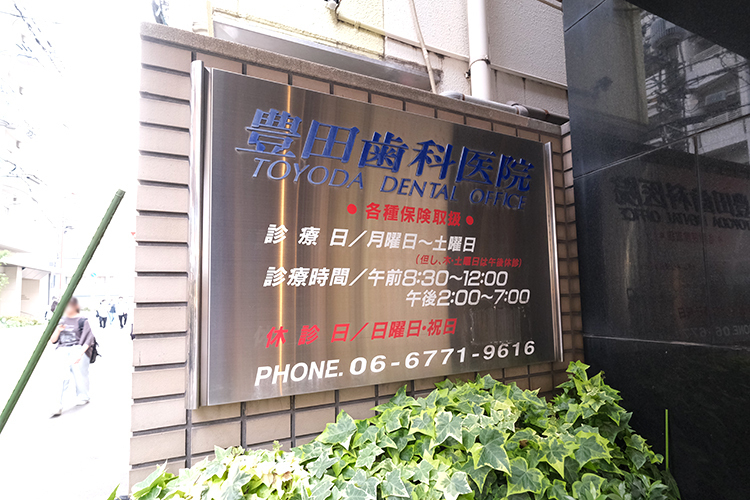 豊田歯科医院
TOYODA DENTAL OFFICE
●各種保険取扱●
診療日/月曜日〜土曜日
(但し、木・土曜日は午後休診)
診療時間/午前8:30〜12:00
午後2:00〜7:00
休診日/日曜日・祝日
PHONE. 06-6771-9616